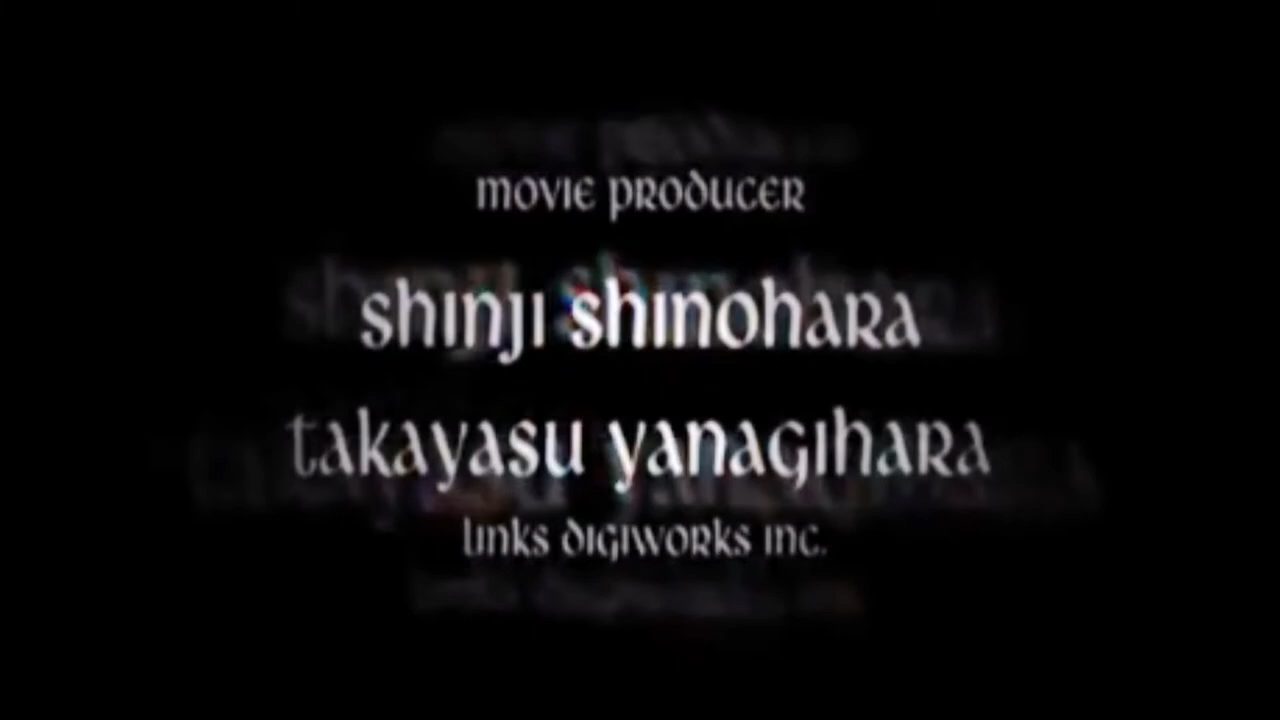 movie producer
shinji shinohara
takayasu yanagihara
links digiworks inc.